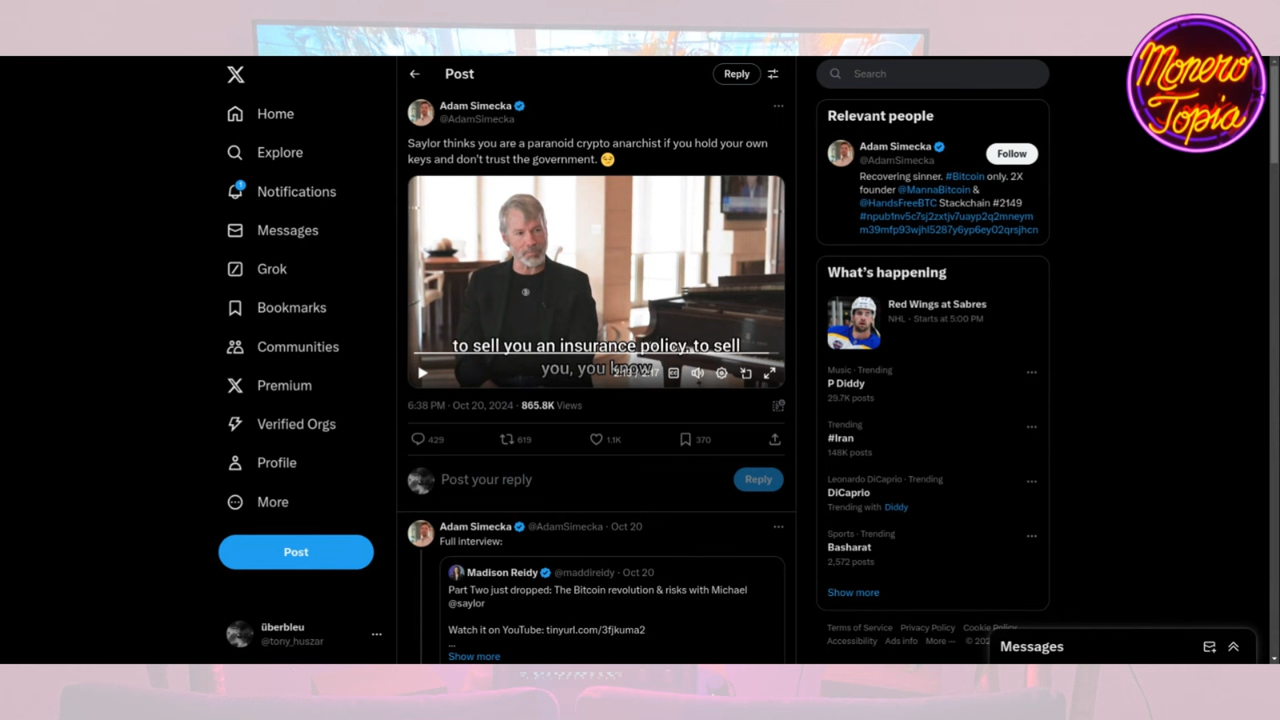 Monero
Topia
Home
Explore
Notifications
Messages
Grok
Bookmarks
Communities
Premium
Verified Orgs
Profile
More
Post
überbleu
@tony_huszar
Post
Reply
Adam Simecka
@AdamSimecka
Saylor thinks you are a paranoid crypto anarchist if you hold your own
keys and don't trust the government. 😒
to sell you an insurance policy, to sell
you, you know
6:38 PM · Oct 20, 2024 · 865.8K Views
429
619
1.1K
370
Post your reply
Reply
Adam Simecka @AdamSimecka · Oct 20
Full interview:
Madison Reidy @maddireidy · Oct 20
Part Two just dropped: The Bitcoin revolution & risks with Michael
@saylor
Watch it on YouTube: tinyurl.com/3fjkuma2
...
Show more
Search
Relevant people
Adam Simecka
@AdamSimecka
Follow
Recovering sinner. #Bitcoin only. 2X
founder @MannaBitcoin &
@HandsFreeBTC Stackchain #2149
#npub1nv5c7sj2zxtjv7uayp2q2mneym
m39mfp93wjhl5287y6yp6ey02qrsjhcn
What's happening
Red Wings at Sabres
NHL · Starts at 5:00 PM
Music · Trending
P Diddy
29.7K posts
Trending
#Iran
148K posts
Leonardo DiCaprio · Trending
DiCaprio
Trending with Diddy
Sports · Trending
Basharat
2,572 posts
Show more
Terms of Service Privacy Policy Cookie
Accessibility Ads info More ··· © 202
Messages